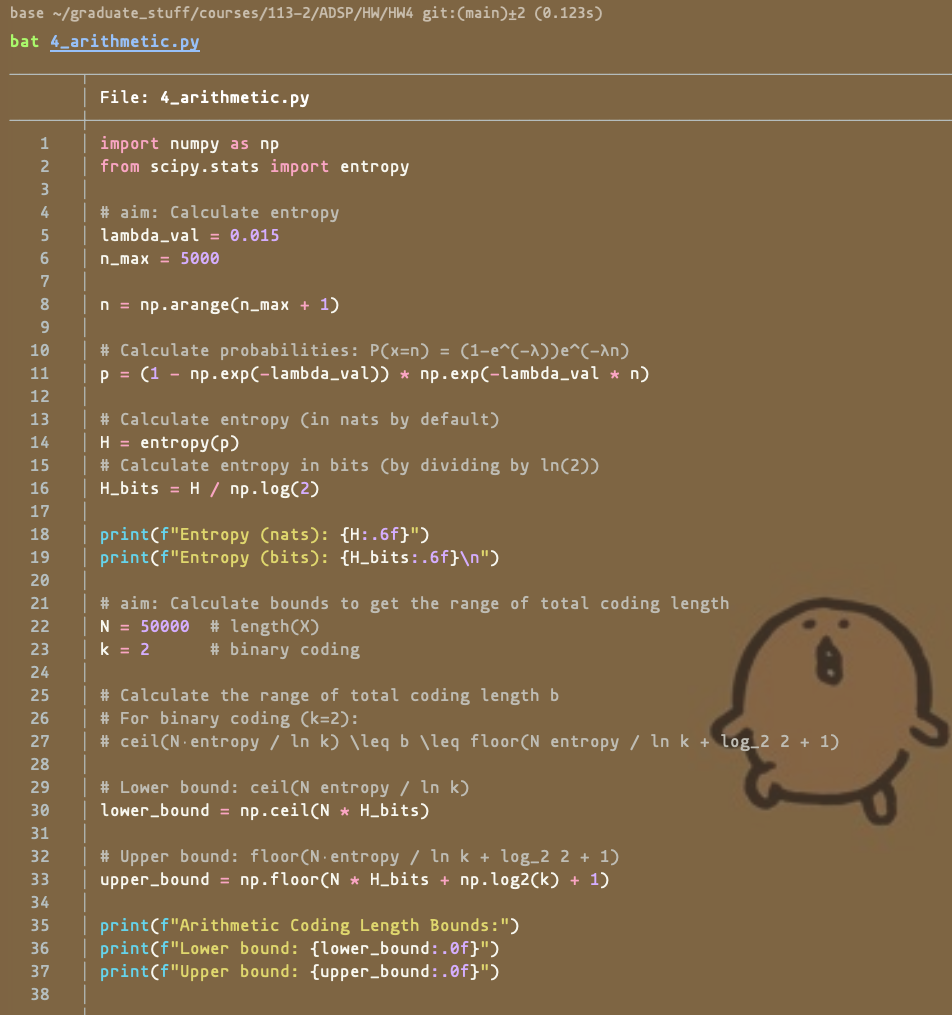 base ~/graduate_stuff/courses/113-2/ADSP/HW/HW4 git:(main)±2 (0.123s)
bat 4_arithmetic.py
File: 4_arithmetic.py
1 import numpy as np
2 from scipy.stats import entropy
3
4 # aim: Calculate entropy
5 lambda_val = 0.015
6 n_max = 5000
7
8 n = np.arange(n_max + 1)
9
10 # Calculate probabilities: P(x=n) = (1-e^(-λ))e^(-λn)
11 p = (1 - np.exp(-lambda_val)) * np.exp(-lambda_val * n)
12
13 # Calculate entropy (in nats by default)
14 H = entropy(p)
15 # Calculate entropy in bits (by dividing by ln(2))
16 H_bits = H / np.log(2)
17
18 print(f"Entropy (nats): {H:.6f}")
19 print(f"Entropy (bits): {H_bits:.6f}\n")
20
21 # aim: Calculate bounds to get the range of total coding length
22 N = 50000  # length(X)
23 k = 2      # binary coding
24
25 # Calculate the range of total coding length b
26 # For binary coding (k=2):
27 # ceil(N·entropy / ln k) \leq b \leq floor(N entropy / ln k + log_2 2 + 1)
28
29 # Lower bound: ceil(N entropy / ln k)
30 lower_bound = np.ceil(N * H_bits)
31
32 # Upper bound: floor(N·entropy / ln k + log_2 2 + 1)
33 upper_bound = np.floor(N * H_bits + np.log2(k) + 1)
34
35 print(f"Arithmetic Coding Length Bounds:")
36 print(f"Lower bound: {lower_bound:.0f}")
37 print(f"Upper bound: {upper_bound:.0f}")
38